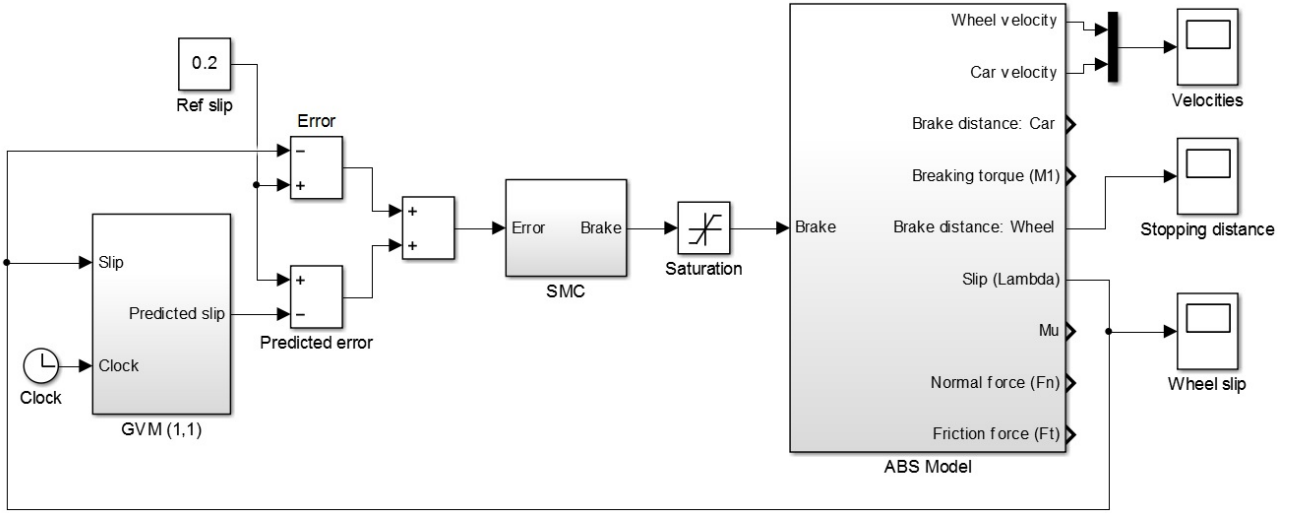 0.2
Ref slip
Error
−
+
+
−
Predicted error
+
+
Slip
Predicted slip
Clock
GVM (1,1)
Clock
Error
Brake
SMC
Saturation
Brake
Wheel velocity
Car velocity
Brake distance: Car
Breaking torque (M1)
Brake distance: Wheel
Slip (Lambda)
Mu
Normal force (Fn)
Friction force (Ft)
ABS Model
Velocities
Stopping distance
Wheel slip